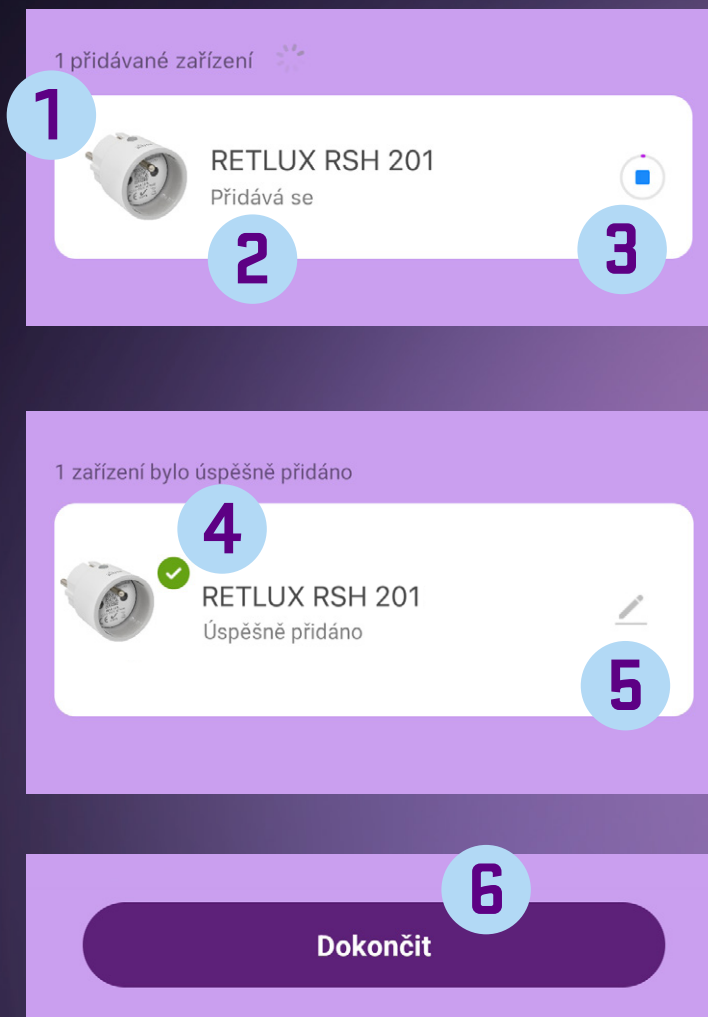 1 přidávané zařízení
1
RETLUX RSH 201
Přidává se
2
3
1 zařízení bylo úspěšně přidáno
4
RETLUX RSH 201
Úspěšně přidáno
5
6
Dokončit